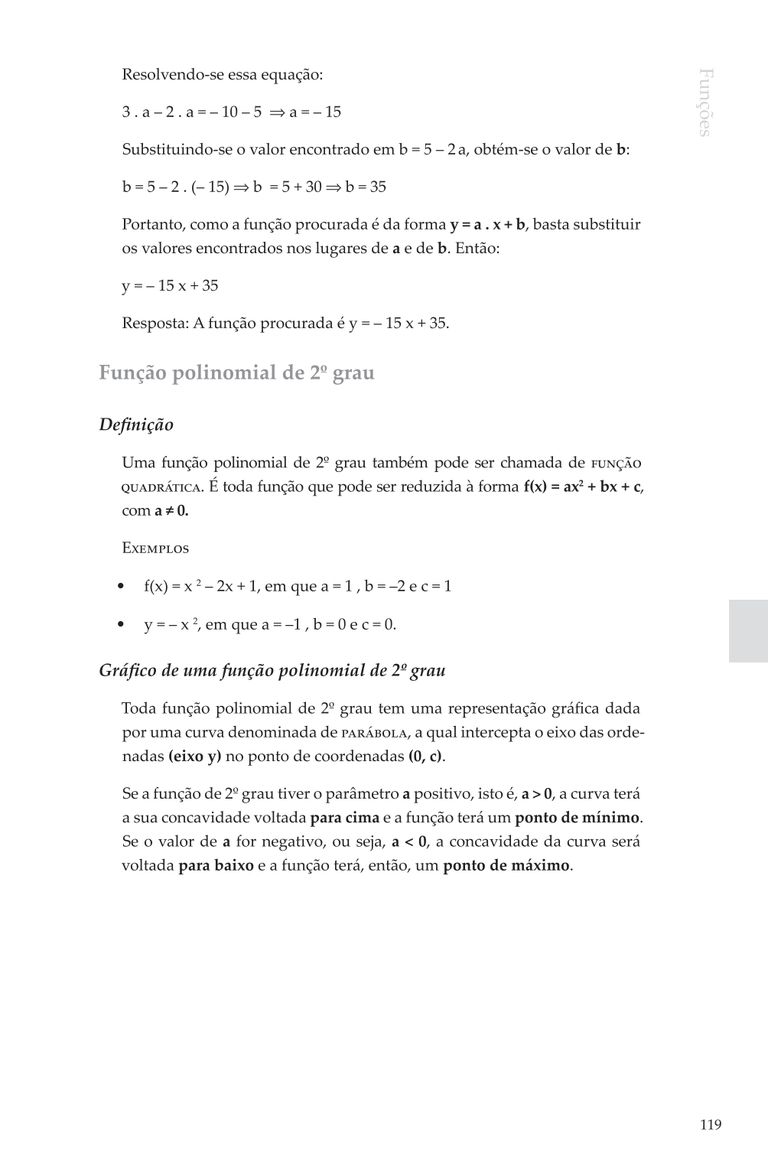 Funções
Resolvendo-se essa equação:
3 . a – 2 . a = – 10 – 5 ⇒ a = – 15
Substituindo-se o valor encontrado em b = 5 – 2 a, obtém-se o valor de b:
b = 5 – 2 . (– 15) ⇒ b = 5 + 30 ⇒ b = 35
Portanto, como a função procurada é da forma y = a . x + b, basta substituir
os valores encontrados nos lugares de a e de b. Então:
y = – 15 x + 35
Resposta: A função procurada é y = – 15 x + 35.
Função polinomial de 2º grau
Definição
Uma função polinomial de 2º grau também pode ser chamada de função
quadrática. É toda função que pode ser reduzida à forma f(x) = ax² + bx + c,
com a ≠ 0.
Exemplos
• f(x) = x ² – 2x + 1, em que a = 1 , b = –2 e c = 1
• y = – x ², em que a = –1 , b = 0 e c = 0.
Gráfico de uma função polinomial de 2º grau
Toda função polinomial de 2º grau tem uma representação gráfica dada
por uma curva denominada de parábola, a qual intercepta o eixo das orde-
nadas (eixo y) no ponto de coordenadas (0, c).
Se a função de 2º grau tiver o parâmetro a positivo, isto é, a > 0, a curva terá
a sua concavidade voltada para cima e a função terá um ponto de mínimo.
Se o valor de a for negativo, ou seja, a < 0, a concavidade da curva será
voltada para baixo e a função terá, então, um ponto de máximo.
119